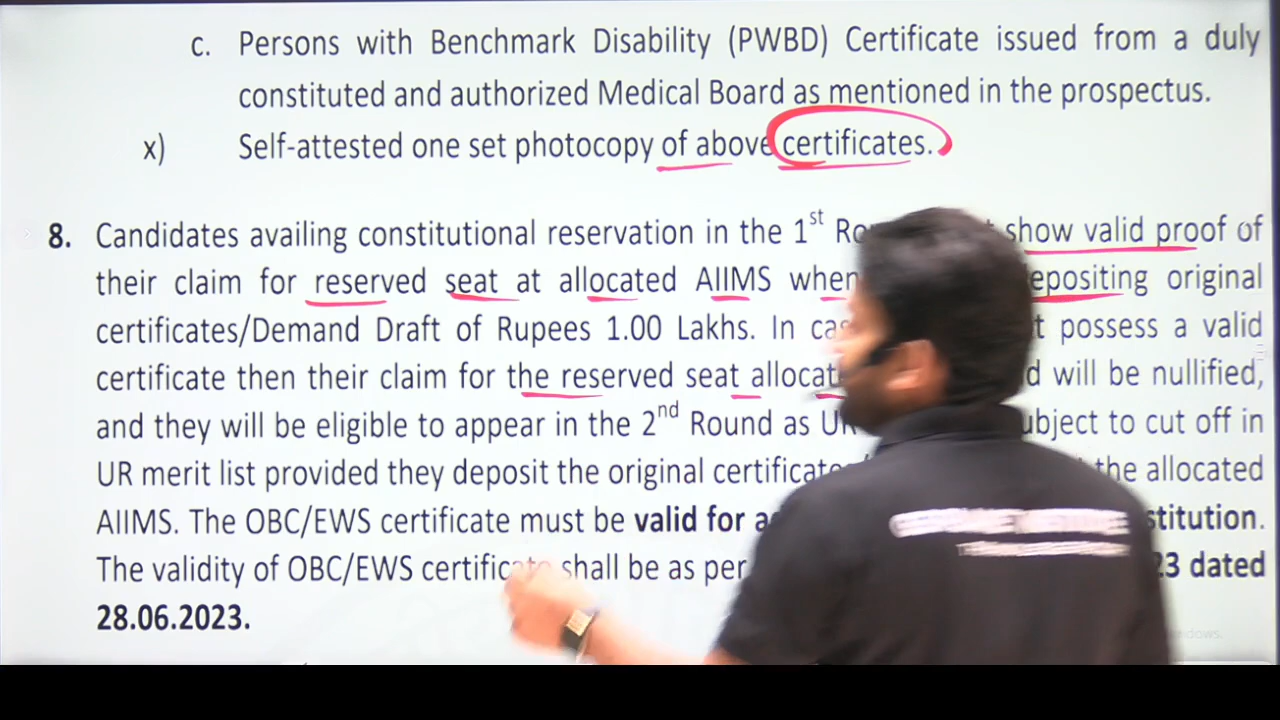 c. Persons with Benchmark Disability (PWBD) Certificate issued from a duly
constituted and authorized Medical Board as mentioned in the prospectus.
x) Self-attested one set photocopy of above certificates.
8. Candidates availing constitutional reservation in the 1st show valid proof of
their claim for reserved seat at allocated AIIMS original
certificates/Demand Draft of Rupees 1.00 Lakhs. In possess a valid
certificate then their claim for the reserved seat will be nullified,
and they will be eligible to appear in the 2nd Round as to cut off in
UR merit list provided they deposit the original the allocated
AIIMS. The OBC/EWS certificate must be valid for
The validity of OBC/EWS certificate shall be as per dated
28.06.2023.